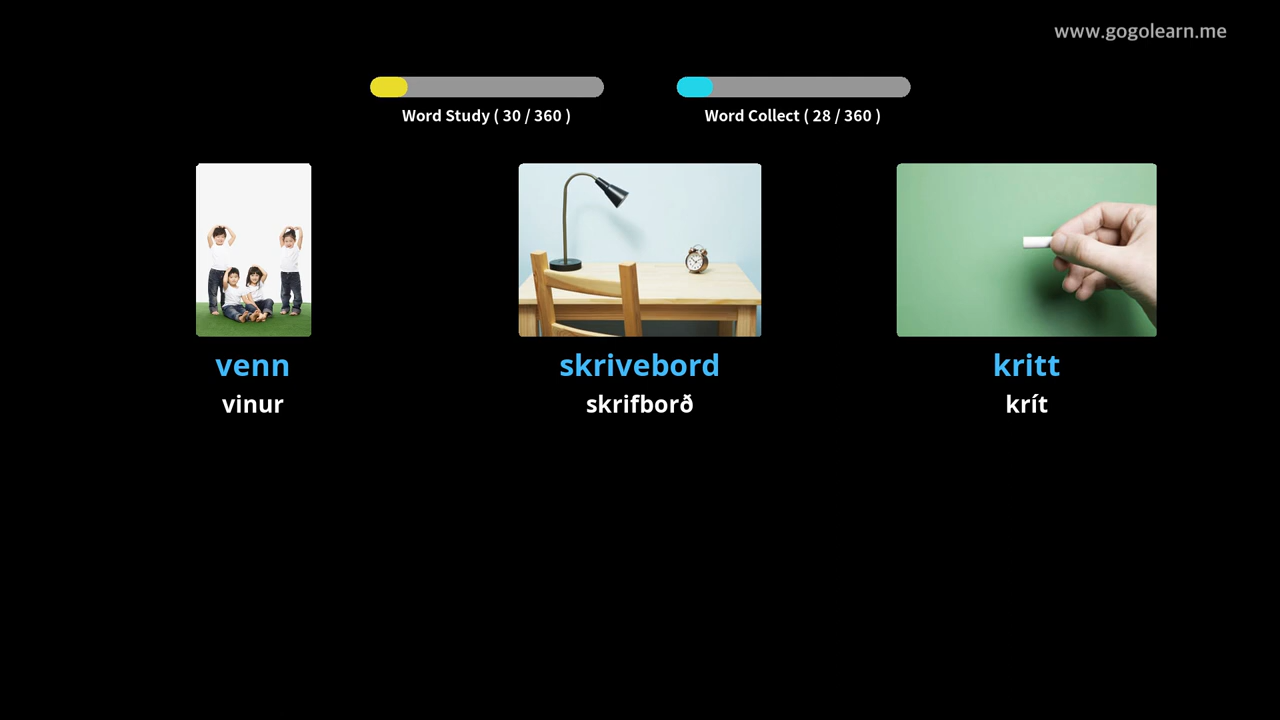 www.gogolearn.me
Word Study ( 30 / 360 )
Word Collect ( 28 / 360 )
venn
vinur
skrivebord
skrifborð
kritt
krít